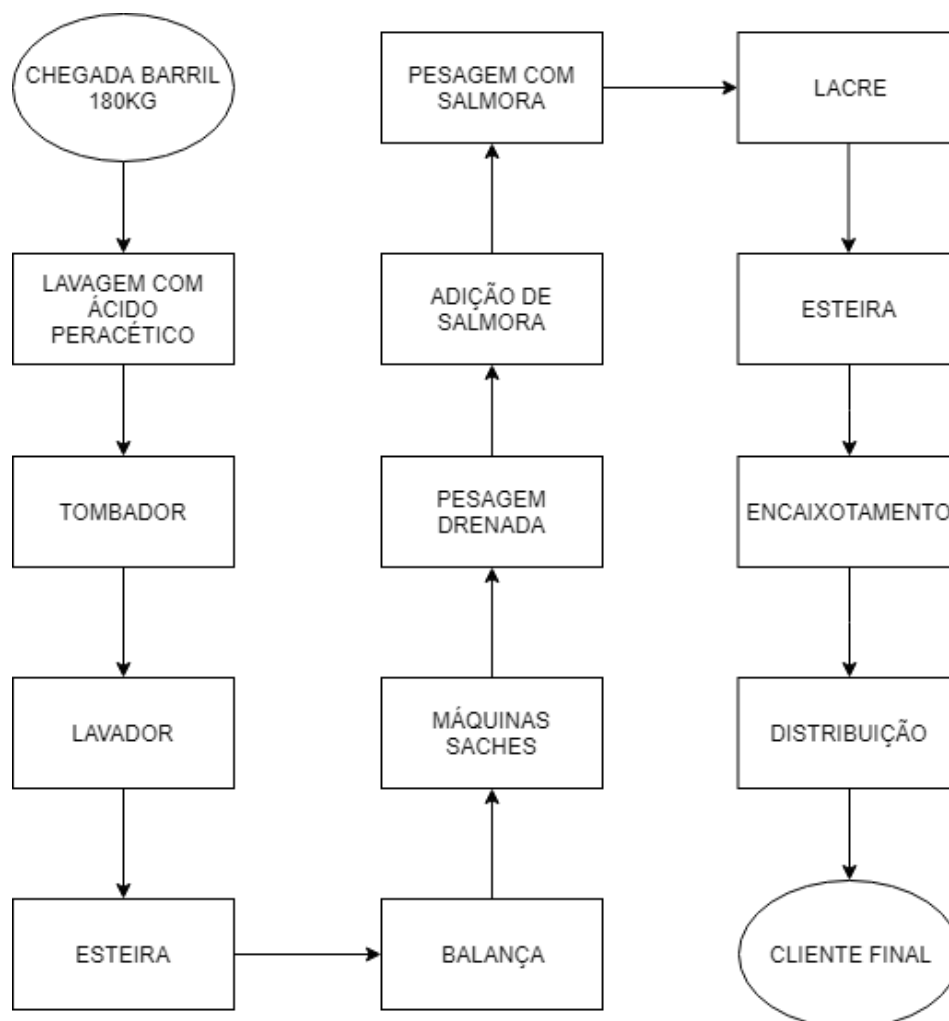 CHEGADA BARRIL
180KG
LAVAGEM COM
ÁCIDO
PERACÉTICO
TOMBADOR
LAVADOR
ESTEIRA
BALANÇA
MÁQUINAS
SACHES
PESAGEM
DRENADA
ADIÇÃO DE
SALMORA
PESAGEM COM
SALMORA
LACRE
ESTEIRA
ENCAIXOTAMENTO
DISTRIBUIÇÃO
CLIENTE FINAL